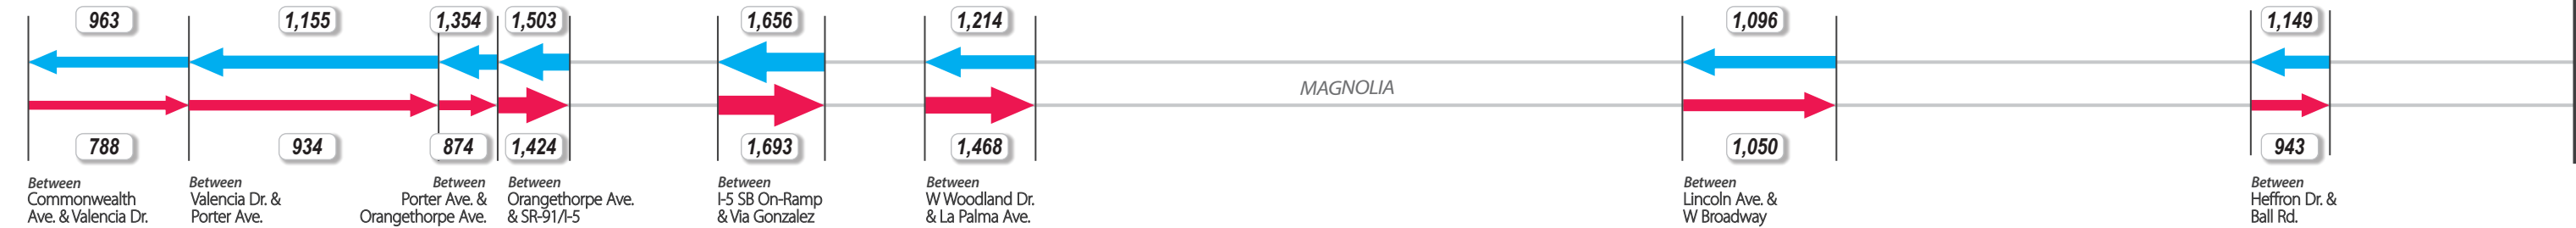 963
1,155
1,354
1,503
1,656
1,214
1,096
1,149
MAGNOLIA
788
934
874
1,424
1,693
1,468
1,050
943
Between
Commonwealth
Ave. & Valencia Dr.
Between
Valencia Dr. &
Porter Ave.
Between
Porter Ave. &
Orangethorpe Ave.
Between
Orangethorpe Ave.
& SR-91/I-5
Between
I-5 SB On-Ramp
& Via Gonzalez
Between
W Woodland Dr.
& La Palma Ave.
Between
Lincoln Ave. &
W Broadway
Between
Heffron Dr. &
Ball Rd.